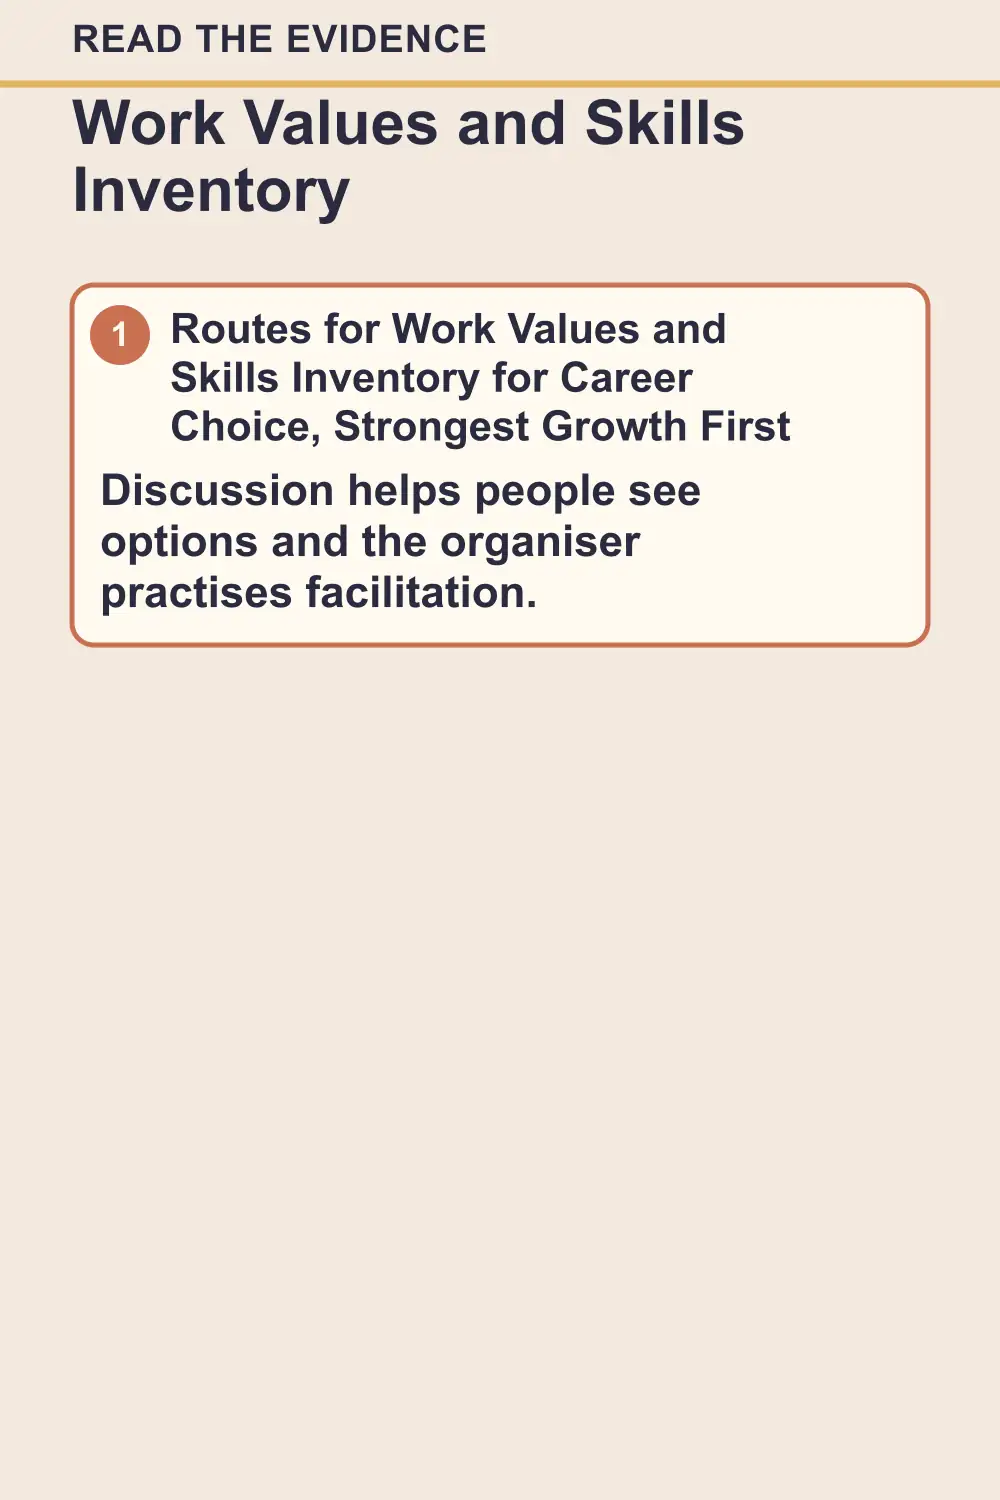 READ THE EVIDENCE
Work Values and Skills
Inventory
1
Routes for Work Values and
Skills Inventory for Career
Choice, Strongest Growth First
Discussion helps people see
options and the organiser
practises facilitation.